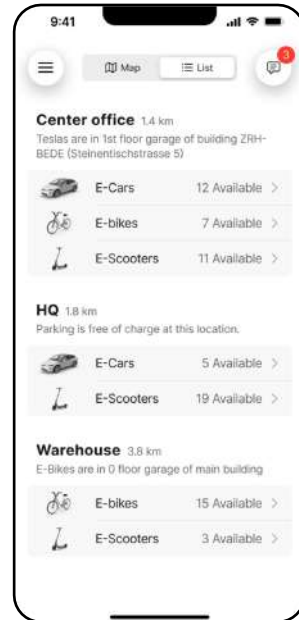 9:41
Map List 3
Center office 1.4 km
Teslas are in 1st floor garage of building ZRH-
BEDE (Steinentischstrasse 5)
E-Cars 12 Available
E-bikes 7 Available
E-Scooters 11 Available
HQ 1.8 km
Parking is free of charge at this location.
E-Cars 5 Available
E-Scooters 19 Available
Warehouse 3.8 km
E-Bikes are in 0 floor garage of main building
E-bikes 15 Available
E-Scooters 3 Available